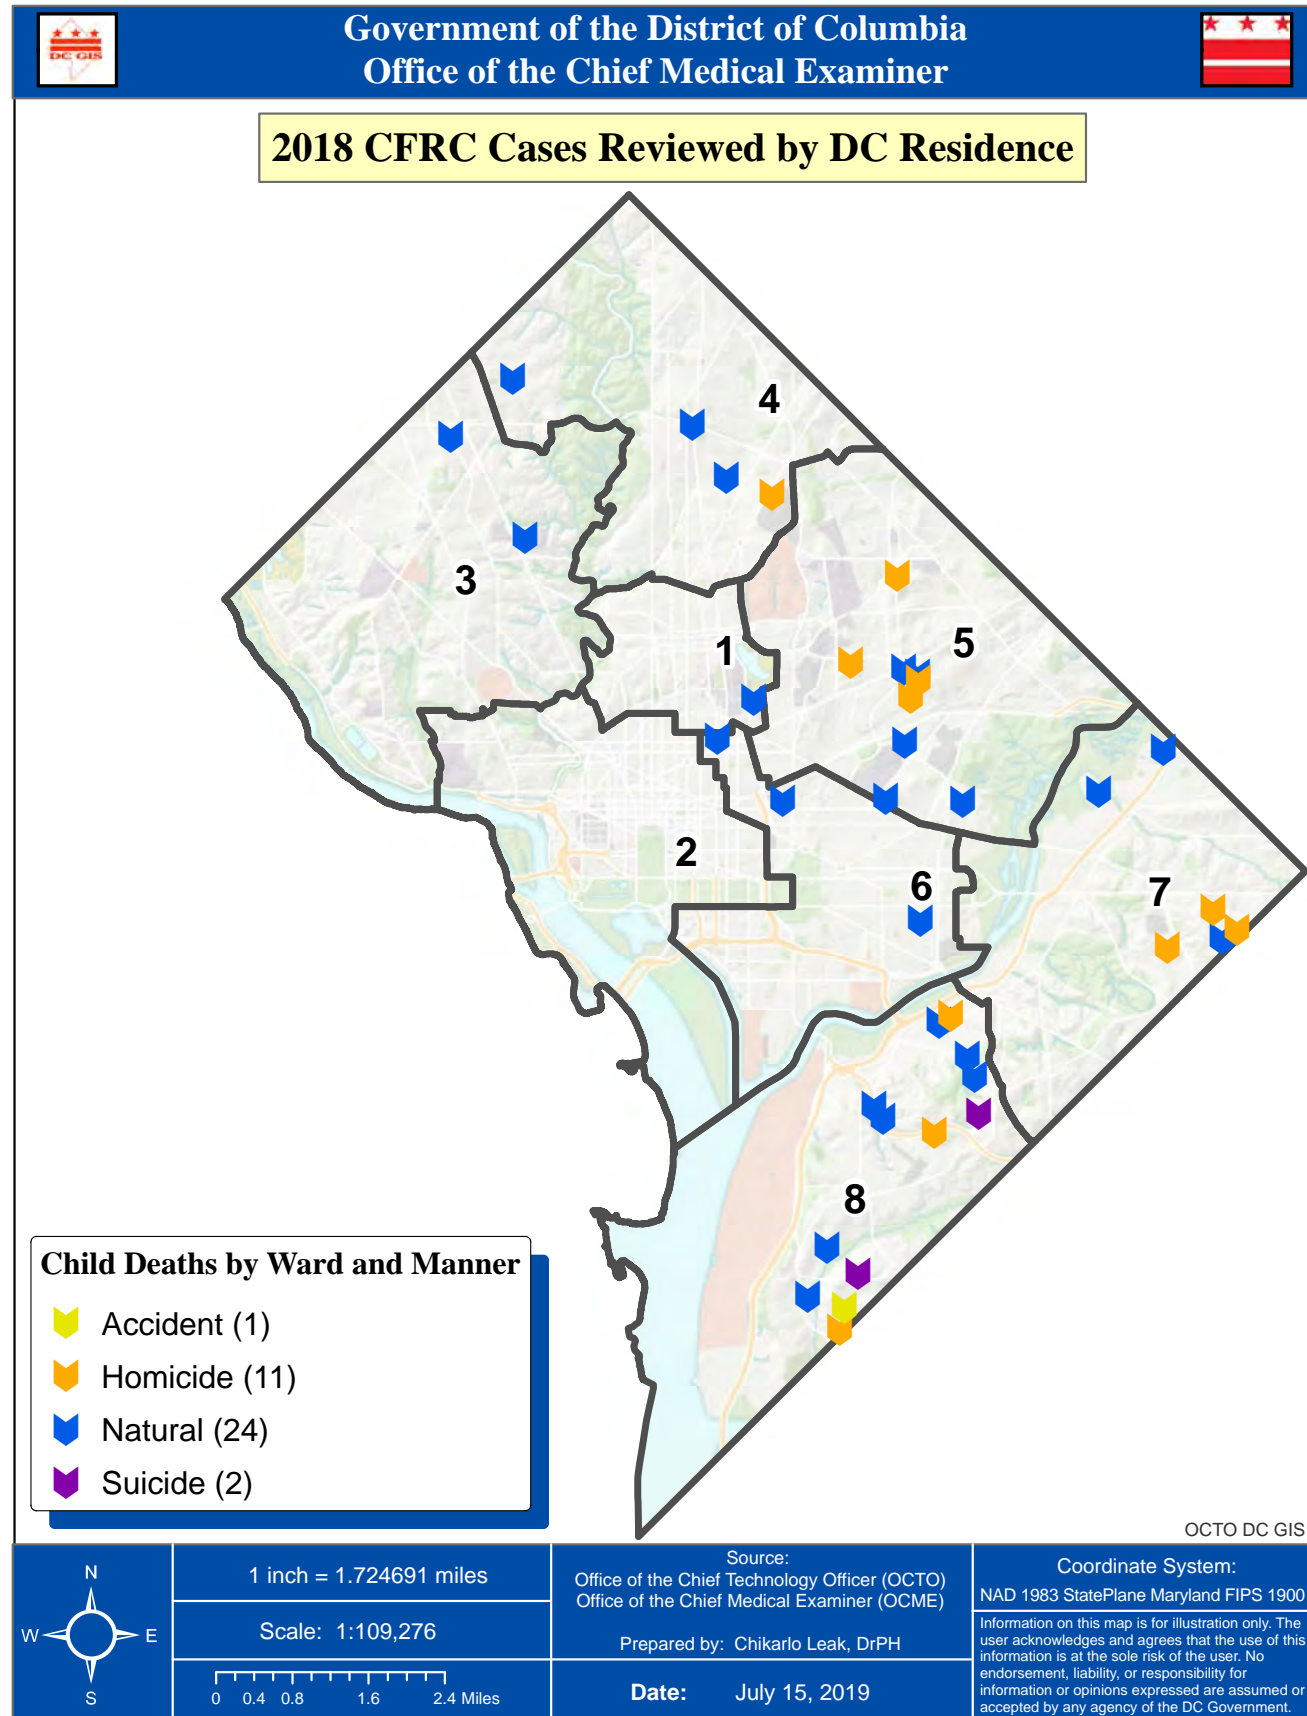 Government of the District of Columbia
Office of the Chief Medical Examiner
DC GIS
2018 CFRC Cases Reviewed by DC Residence
4
3
1
5
2
6
7
8
Child Deaths by Ward and Manner
Accident (1)
Homicide (11)
Natural (24)
Suicide (2)
OCTO DC GIS
N
W
E
S
1 inch = 1.724691 miles
Scale: 1:109,276
0 0.4 0.8 1.6 2.4 Miles
Source:
Office of the Chief Technology Officer (OCTO)
Office of the Chief Medical Examiner (OCME)
Prepared by: Chikarlo Leak, DrPH
Date: July 15, 2019
Coordinate System:
NAD 1983 StatePlane Maryland FIPS 1900
Information on this map is for illustration only. The
user acknowledges and agrees that the use of this
information is at the sole risk of the user. No
endorsement, liability, or responsibility for
information or opinions expressed are assumed or
accepted by any agency of the DC Government.